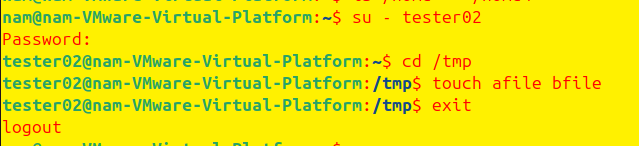 nam@nam-VMware-Virtual-Platform:~$ su - tester02
Password:
tester02@nam-VMware-Virtual-Platform:~$ cd /tmp
tester02@nam-VMware-Virtual-Platform:/tmp$ touch afile bfile
tester02@nam-VMware-Virtual-Platform:/tmp$ exit
logout